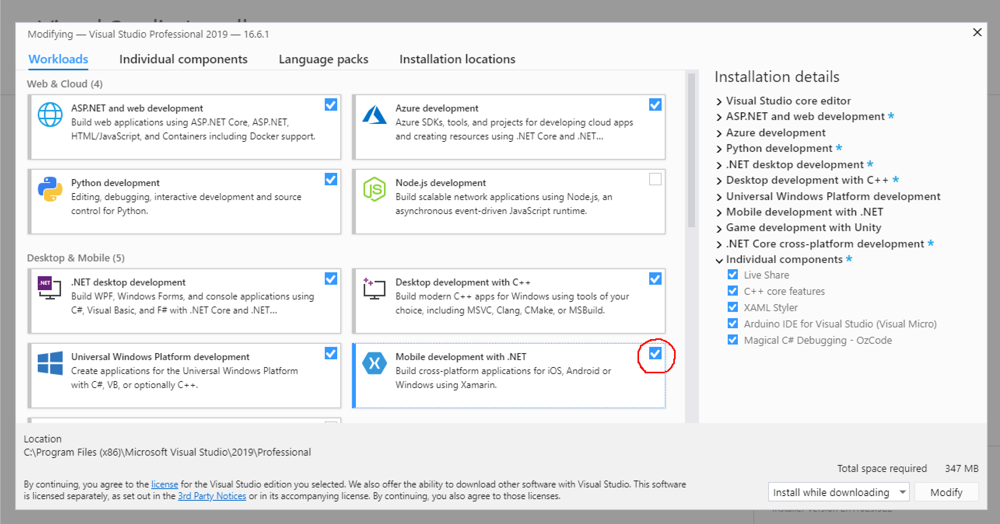 Modifying — Visual Studio Professional 2019 — 16.6.1
Workloads
Individual components
Language packs
Installation locations
Web & Cloud (4)
ASP.NET and web development
Build web applications using ASP.NET Core, ASP.NET,
HTML/JavaScript, and Containers including Docker support.
Azure development
Azure SDKs, tools, and projects for developing cloud apps
and creating resources using .NET Core and .NET...
Python development
Editing, debugging, interactive development and source
control for Python.
JS
Node.js development
Build scalable network applications using Node.js, an
asynchronous event-driven JavaScript runtime.
Desktop & Mobile (5)
.NET
.NET desktop development
Build WPF, Windows Forms, and console applications using
C#, Visual Basic, and F# with .NET Core and .NET...
Desktop development with C++
Build modern C++ apps for Windows using tools of your
choice, including MSVC, Clang, CMake, or MSBuild.
Universal Windows Platform development
Create applications for the Universal Windows Platform
with C#, VB, or optionally C++.
Mobile development with .NET
Build cross-platform applications for iOS, Android or
Windows using Xamarin.
Installation details
Visual Studio core editor
ASP.NET and web development *
Azure development
Python development *
.NET desktop development *
Desktop development with C++ *
Universal Windows Platform development
Mobile development with .NET
Game development with Unity
.NET Core cross-platform development *
Individual components *
Live Share
C++ core features
XAML Styler
Arduino IDE for Visual Studio (Visual Micro)
Magical C# Debugging - OzCode
Location
C:\Program Files (x86)\Microsoft Visual Studio\2019\Professional
Total space required 347 MB
By continuing, you agree to the license for the Visual Studio edition you selected. We also offer the ability to download other software with Visual Studio. This software
is licensed separately, as set out in the 3rd Party Notices or in its accompanying license. By continuing, you also agree to those licenses.
Install while downloading
Modify